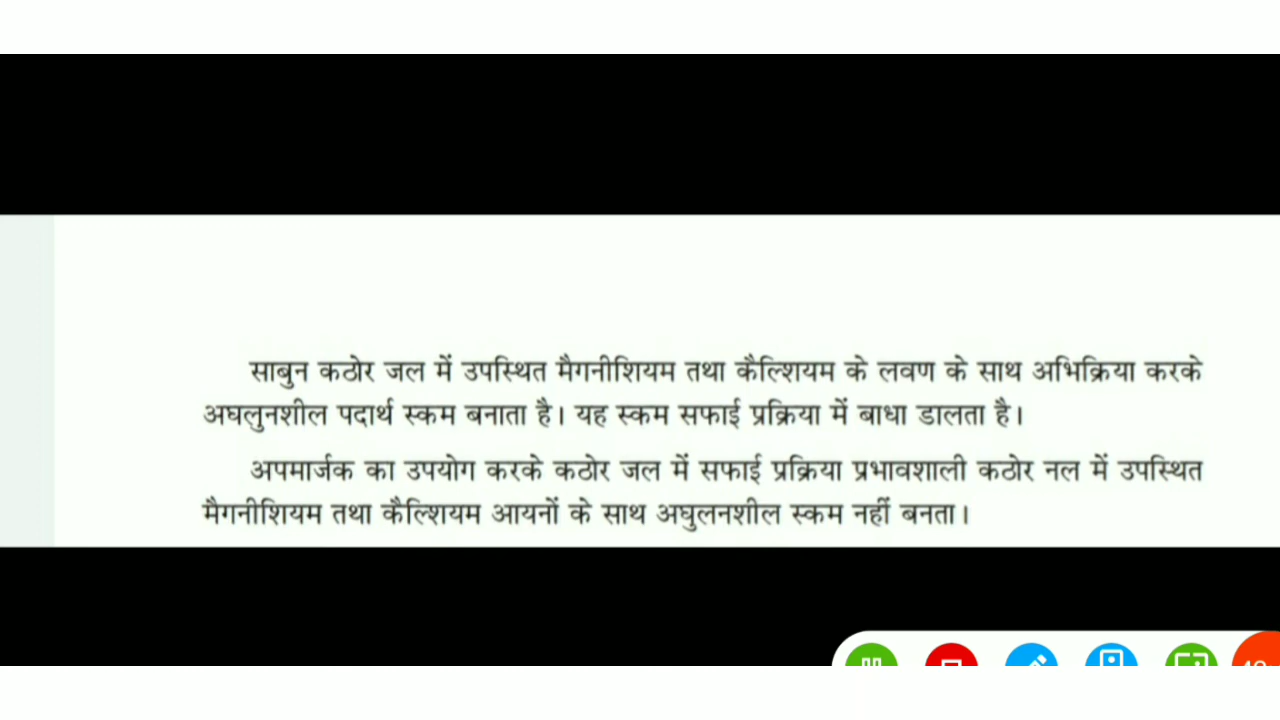 साबुन कठोर जल में उपस्थित मैगनीशियम तथा कैल्शियम के लवण के साथ अभिक्रिया करके
अघलुनशील पदार्थ स्कम बनाता है। यह स्कम सफाई प्रक्रिया में बाधा डालता है।
अपमार्जक का उपयोग करके कठोर जल में सफाई प्रक्रिया प्रभावशाली कठोर नल में उपस्थित
मैगनीशियम तथा कैल्शियम आयनों के साथ अघुलनशील स्कम नहीं बनता।